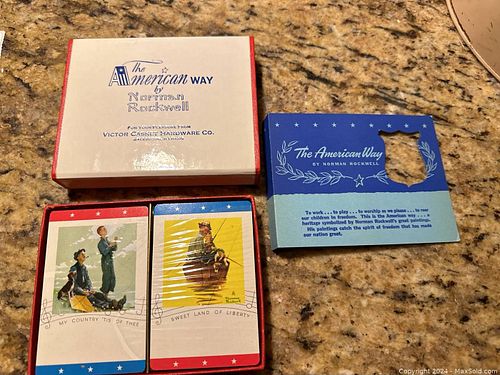 The
American WAY
by
Norman
Rockwell
FOR YOUR PLEASURE FROM
VICTOR CASNER HARDWARE CO.
The American Way
BY NORMAN ROCKWELL
To work . . . to play . . . to worship as we please . . . to rear
our children in freedom. This is the American way . . . a
heritage symbolized by Norman Rockwell's great paintings.
His paintings catch the spirit of freedom that has made
our nation great.
MY COUNTRY 'TIS OF THEE
SWEET LAND OF LIBERTY
Copyright 2024 - MaxSold.com